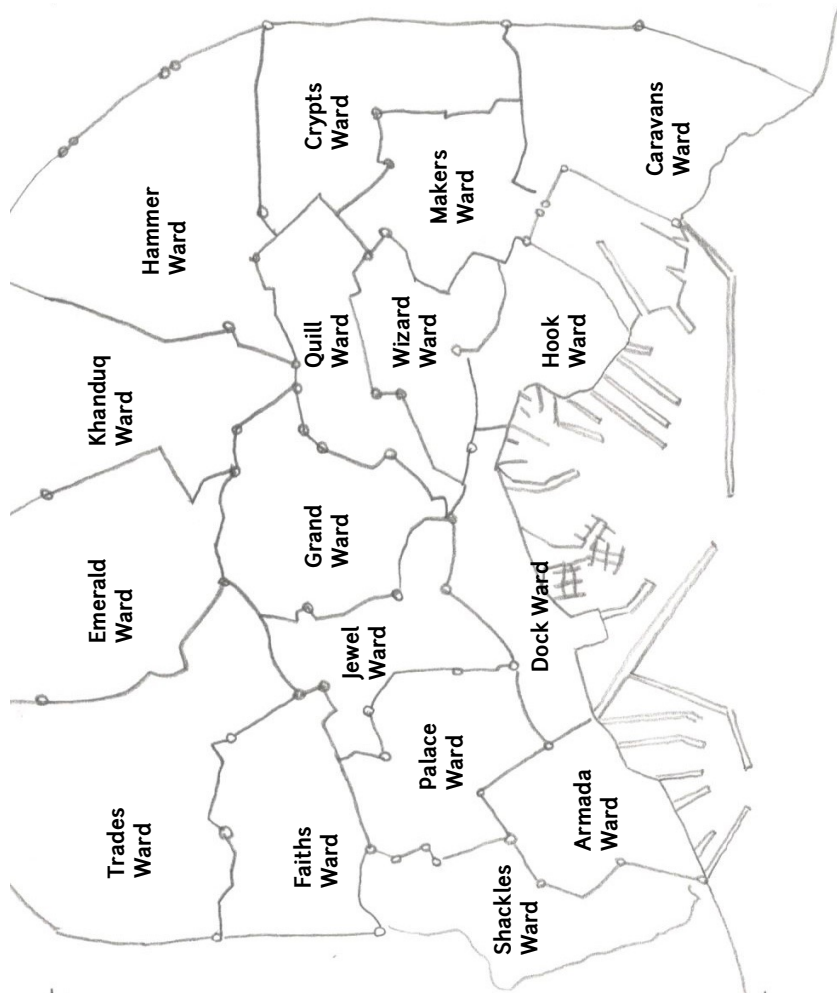 Crypts
Ward
Caravans
Ward
Makers
Ward
Hammer
Ward
Quill
Ward
Wizard
Ward
Hook
Ward
Khanduq
Ward
Grand
Ward
Emerald
Ward
Dock Ward
Jewel
Ward
Palace
Ward
Trades
Ward
Faiths
Ward
Armada
Ward
Shackles
Ward